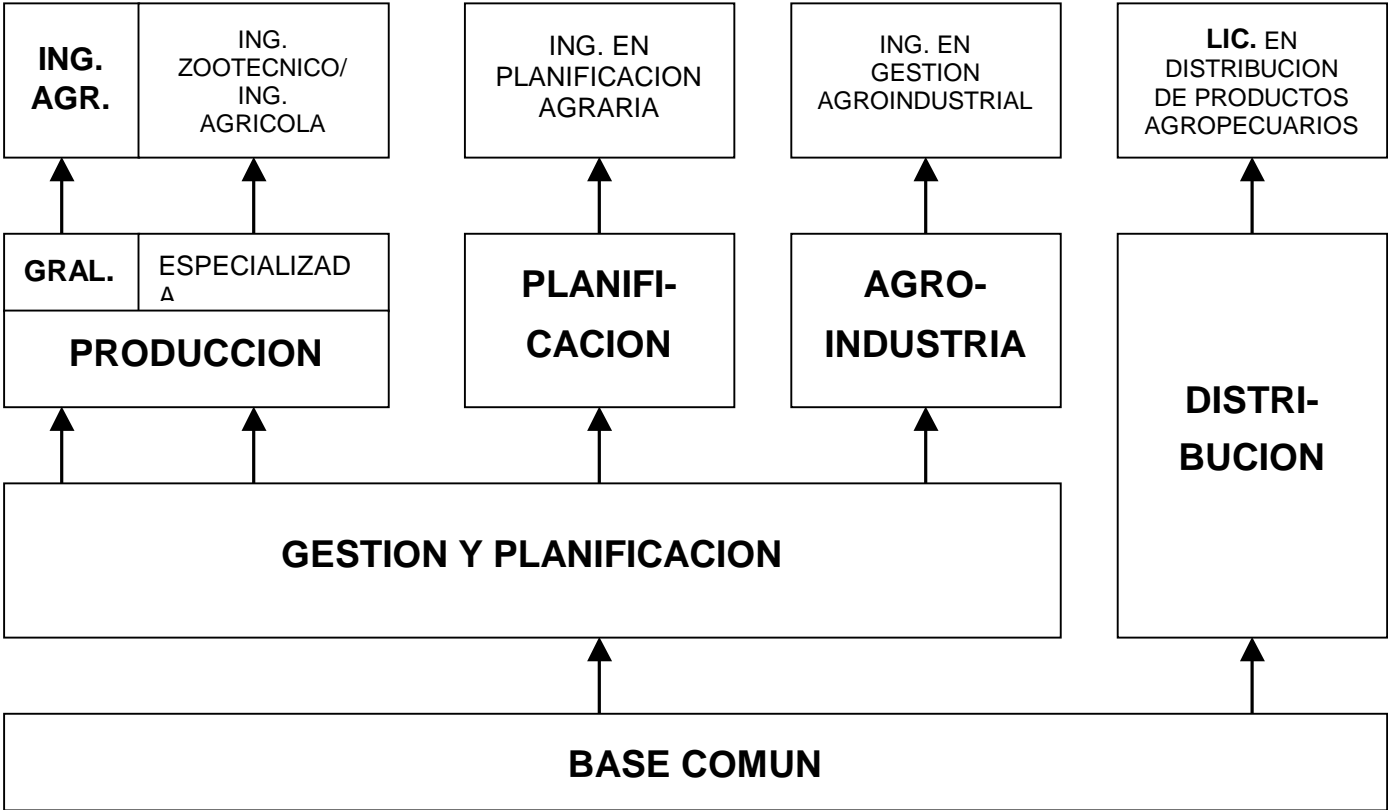 ING.
AGR.
ING.
ZOOTECNICO/
ING.
AGRICOLA
ING. EN
PLANIFICACION
AGRARIA
ING. EN
GESTION
AGROINDUSTRIAL
LIC. EN
DISTRIBUCION
DE PRODUCTOS
AGROPECUARIOS
GRAL.
ESPECIALIZAD
A
PRODUCCION
PLANIFI-
CACION
AGRO-
INDUSTRIA
DISTRI-
BUCION
GESTION Y PLANIFICACION
BASE COMUN